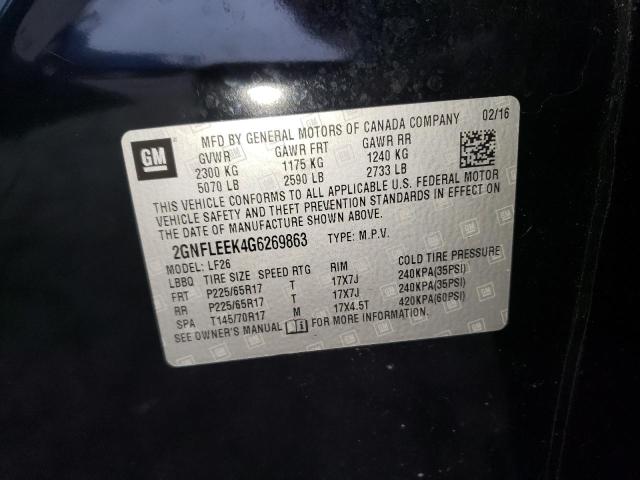 GM
MFD BY GENERAL MOTORS OF CANADA COMPANY 02/16
GVWR GAWR FRT GAWR RR
2300 KG 1175 KG 1240 KG
5070 LB 2590 LB 2733 LB
THIS VEHICLE CONFORMS TO ALL APPLICABLE U.S. FEDERAL MOTOR
VEHICLE SAFETY AND THEFT PREVENTION STANDARDS IN EFFECT ON
THE DATE OF MANUFACTURE SHOWN ABOVE.
2GNFLEEK4G6269863 TYPE: M.P.V.
MODEL: LF26
LBBQ TIRE SIZE SPEED RTG RIM COLD TIRE PRESSURE
FRT P225/65R17 T 17X7J 240KPA(35PSI)
RR P225/65R17 T 17X7J 240KPA(35PSI)
SPA T145/70R17 M 17X4.5T 420KPA(60PSI)
SEE OWNER'S MANUAL FOR MORE INFORMATION.